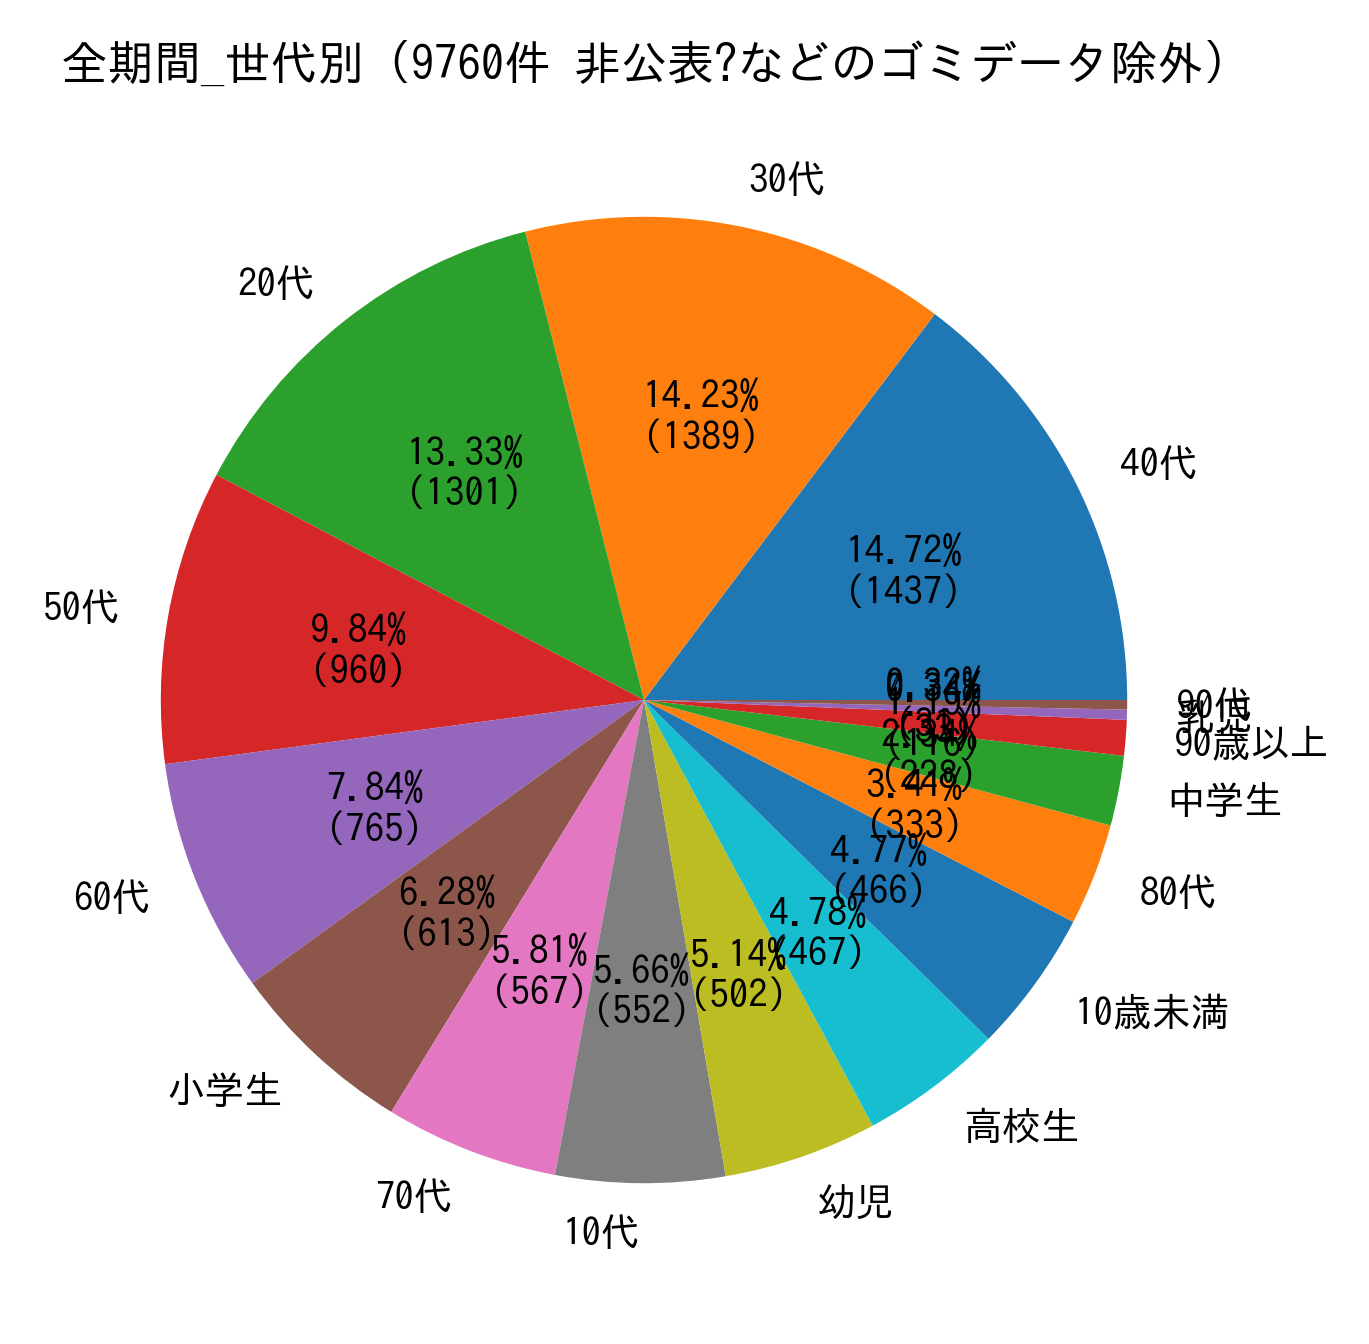 全期間_世代別（9760件 非公表?などのゴミデータ除外）
30代
14.23%
(1389)
20代
13.33%
(1301)
40代
14.72%
(1437)
50代
9.84%
(960)
60代
7.84%
(765)
小学生
6.28%
(613)
70代
5.81%
(567)
10代
5.66%
(552)
幼児
5.14%
(502)
高校生
4.78%
(467)
10歳未満
4.77%
(466)
80代
3.41%
(333)
中学生
(228)
90歳以上
乳児
90代